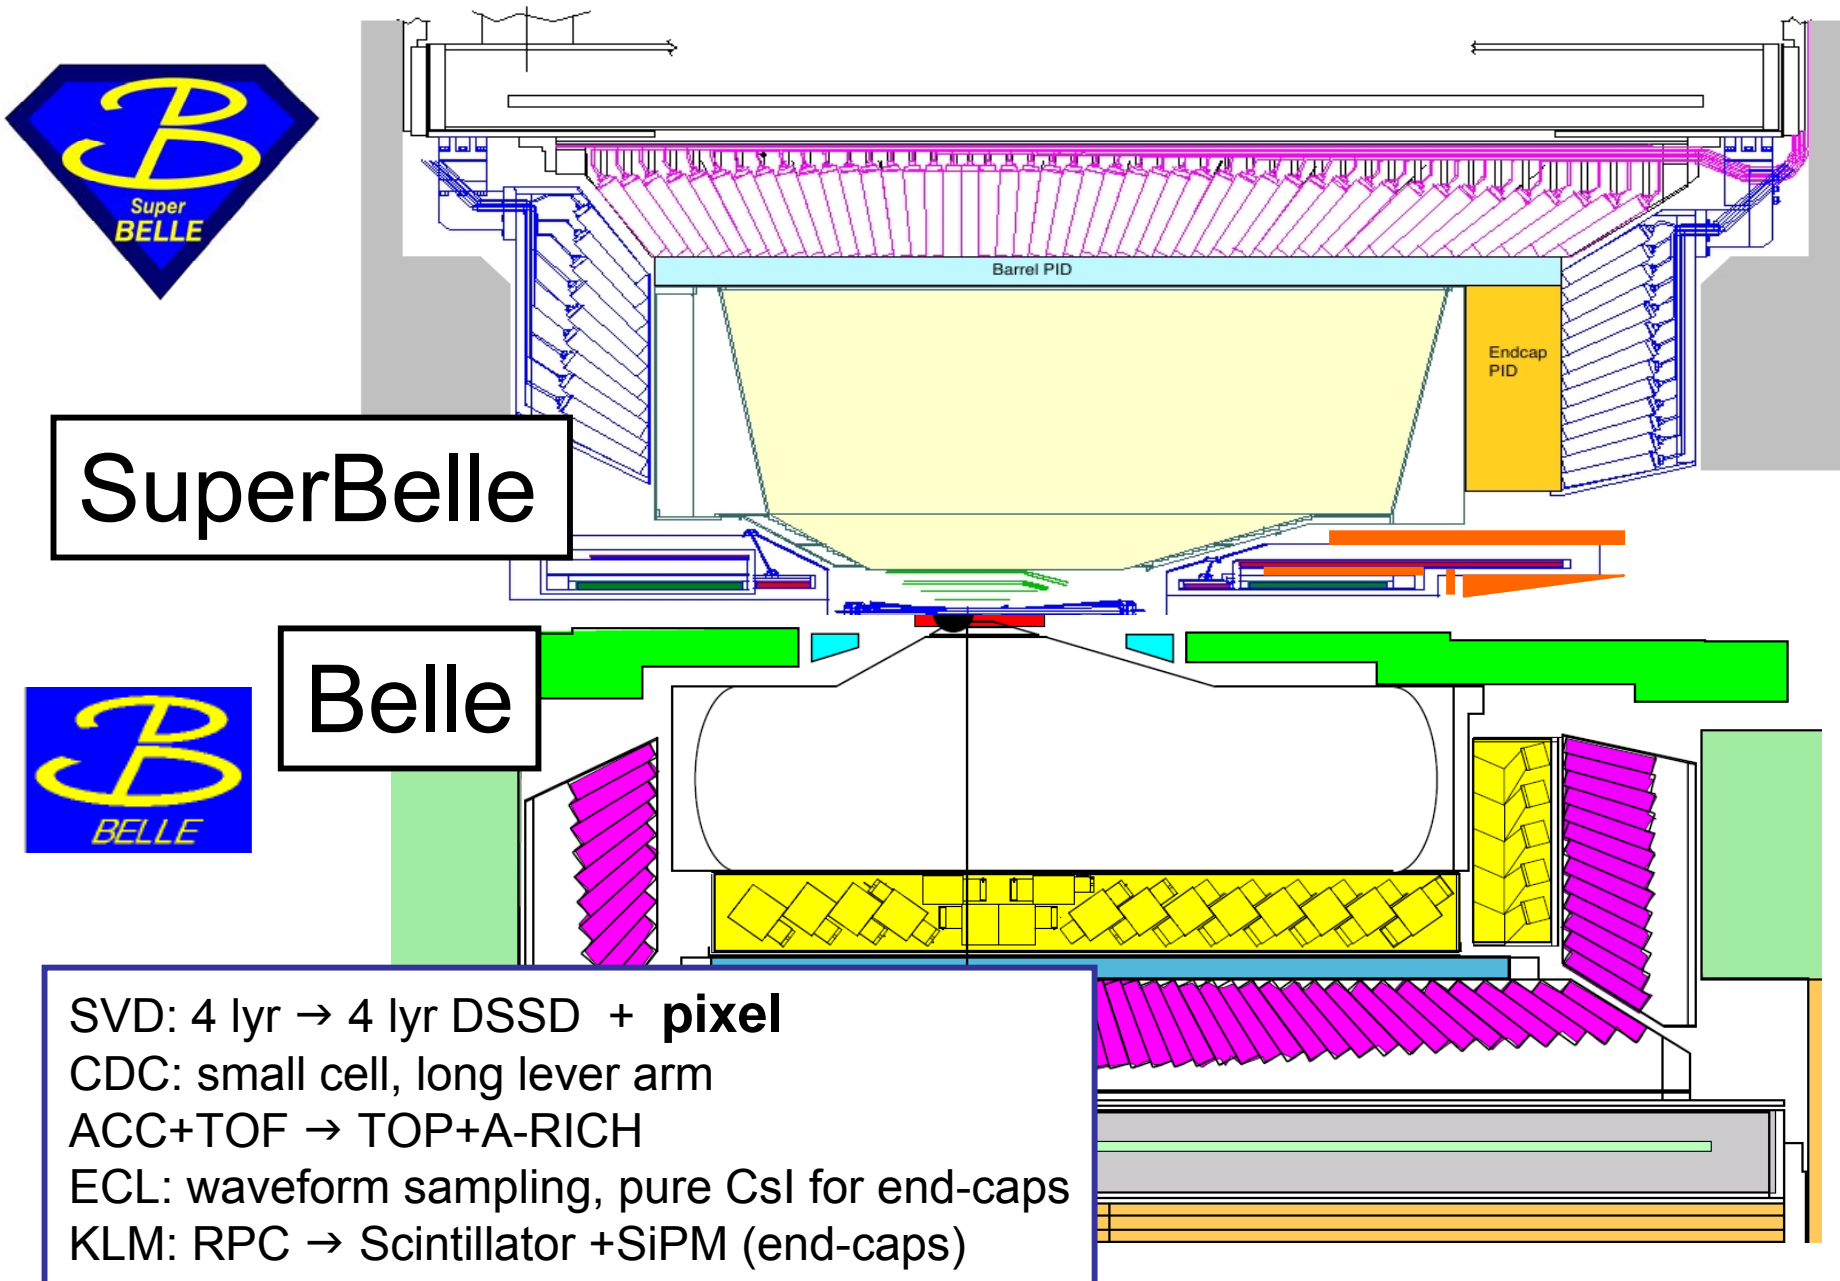 Super
BELLE
Barrel PID
Endcap
PID
SuperBelle
Belle
BELLE
SVD: 4 lyr → 4 lyr DSSD + pixel
CDC: small cell, long lever arm
ACC+TOF → TOP+A-RICH
ECL: waveform sampling, pure CsI for end-caps
KLM: RPC → Scintillator +SiPM (end-caps)